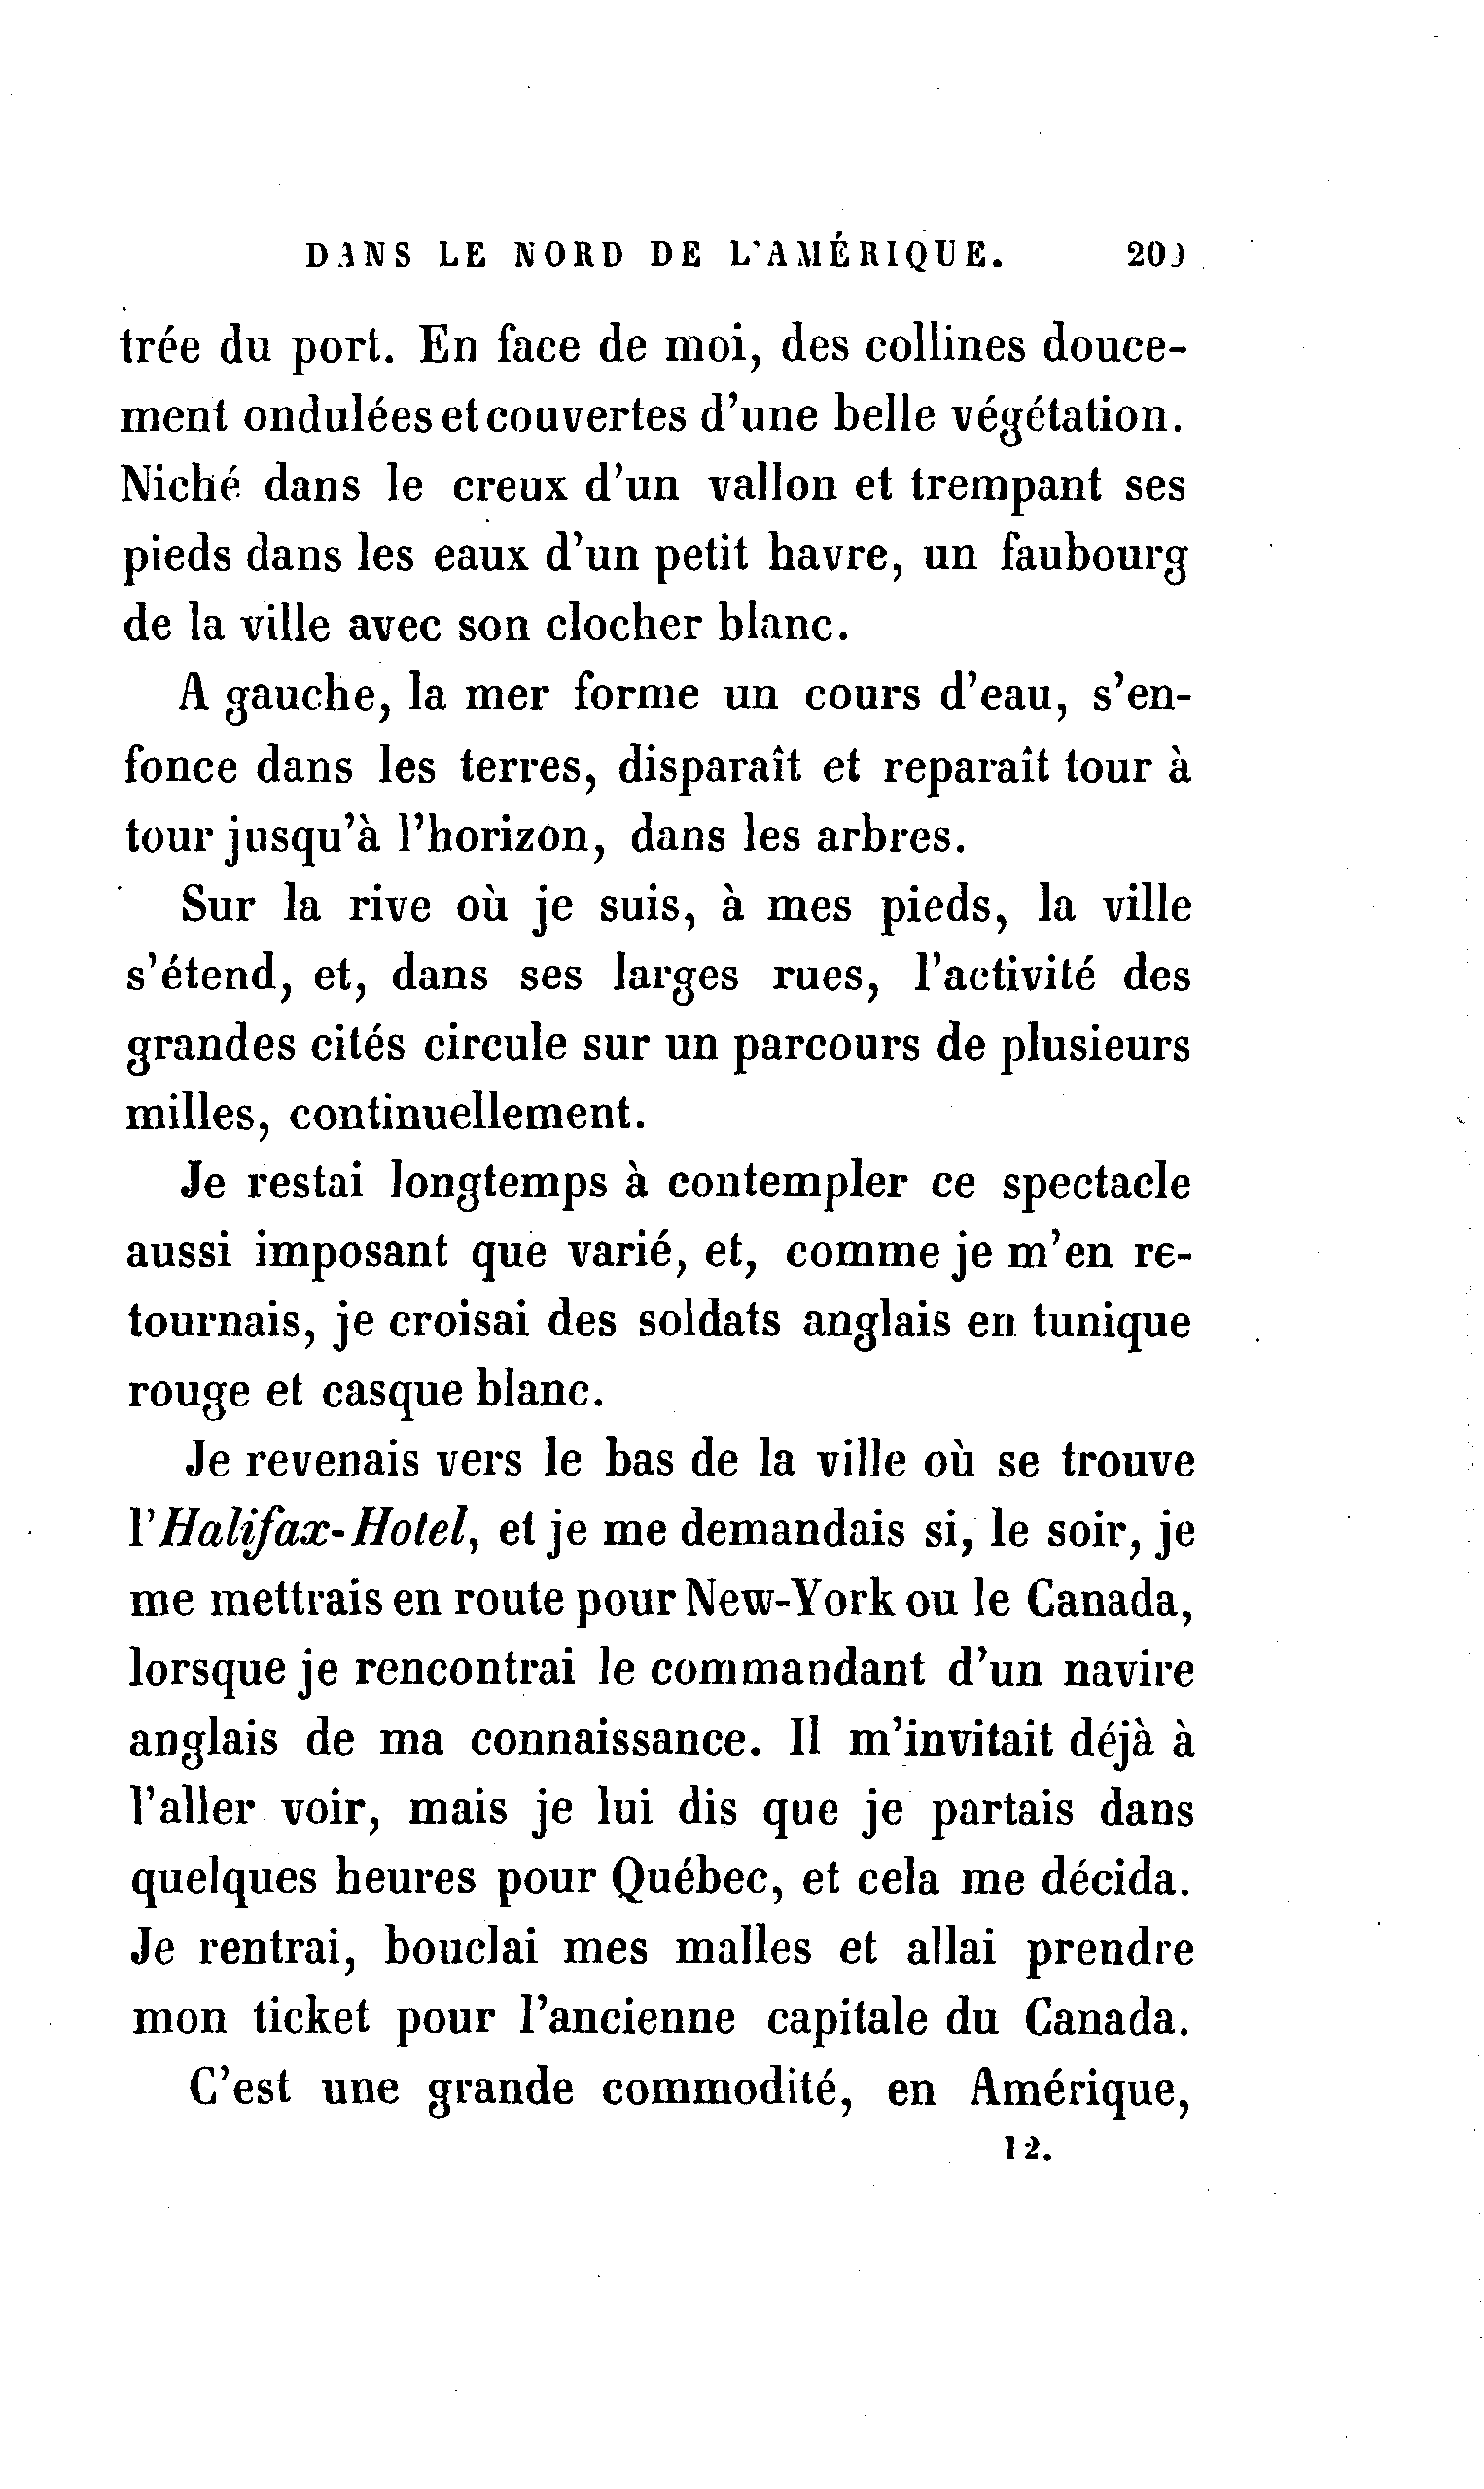 DANS LE NORD DE L'AMÉRIQUE.
trée du port. En face de moi, des collines douce-
ment ondulées et couvertes d'une belle végétation.
Niché dans le creux d'un vallon et trempant ses
pieds dans les eaux d'un petit havre, un faubourg
de la ville avec son clocher blanc.
A gauche, la mer forme un cours d'eau, s'en-
fonce dans les terres, disparaît et reparaît tour à
tour jusqu'à l'horizon, dans les arbres.
Sur la rive où je suis, à mes pieds, la ville
s'étend, et, dans ses larges rues, l'activité des
grandes cités circule sur un parcours de plusieurs
milles, continuellement.
Je restai longtemps à contempler ce spectacle
aussi imposant que varié, et, comme je m'en re-
tournais, je croisai des soldats anglais en tunique
rouge et casque blanc.
Je revenais vers le bas de la ville où se trouve
l'Halifax-Hotel, et je me demandais si, le soir, je
me mettrais en route pour New-York ou le Canada,
lorsque je rencontrai le commandant d'un navire
anglais de ma connaissance. Il m'invitait déjà à
l'aller voir, mais je lui dis que je partais dans
quelques heures pour Québec, et cela me décida.
Je rentrai, bouclai mes malles et allai prendre
mon ticket pour l'ancienne capitale du Canada.
C'est une grande commodité, en Amérique,
12.